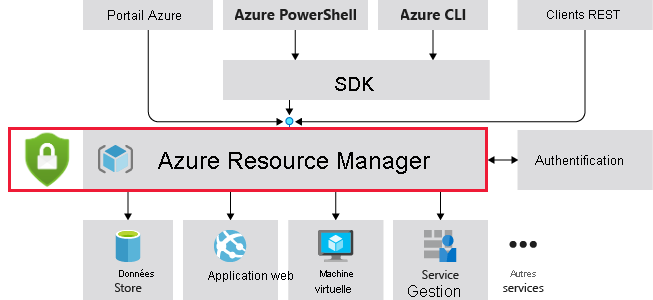 Portail Azure
Azure PowerShell
Azure CLI
Clients REST
SDK
Azure Resource Manager
Authentification
Données
Store
Application web
Machine
virtuelle
Service
Gestion
Autres
services